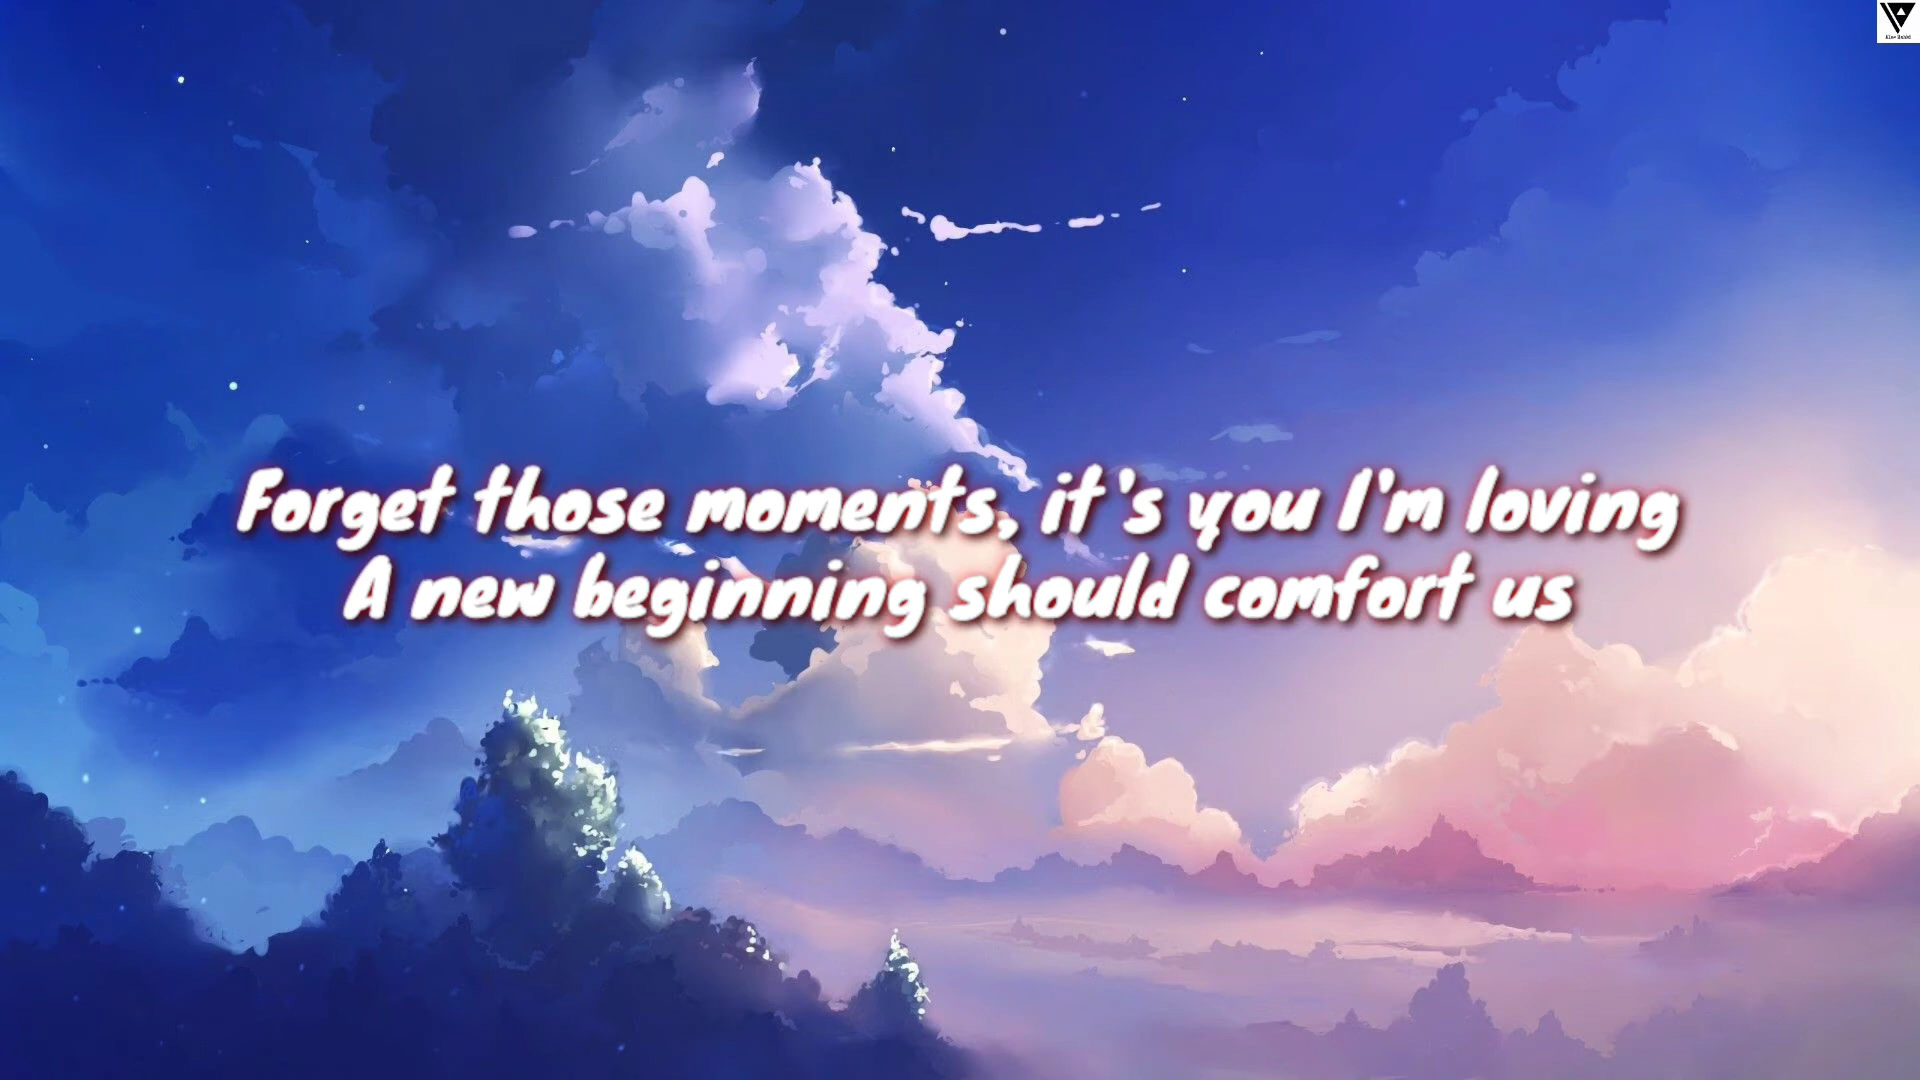 Forget those moments, it's you I'm loving
A new beginning should comfort us